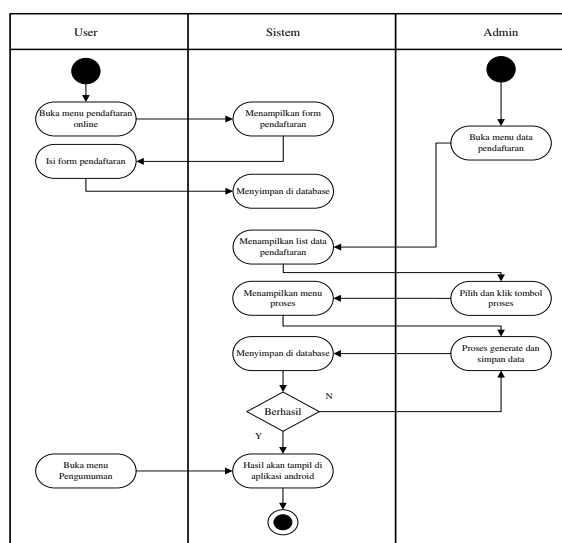 User
Sistem
Admin
Buka menu pendaftaran
online
Menampilkan form
pendaftaran
Buka menu data
pendaftaran
Isi form pendaftaran
Menyimpan di database
Menampilkan list data
pendaftaran
Menampilkan menu
proses
Pilih dan klik tombol
proses
Menyimpan di database
Proses generate dan
simpan data
Berhasil
N
Y
Buka menu
Pengumuman
Hasil akan tampil di
aplikasi android